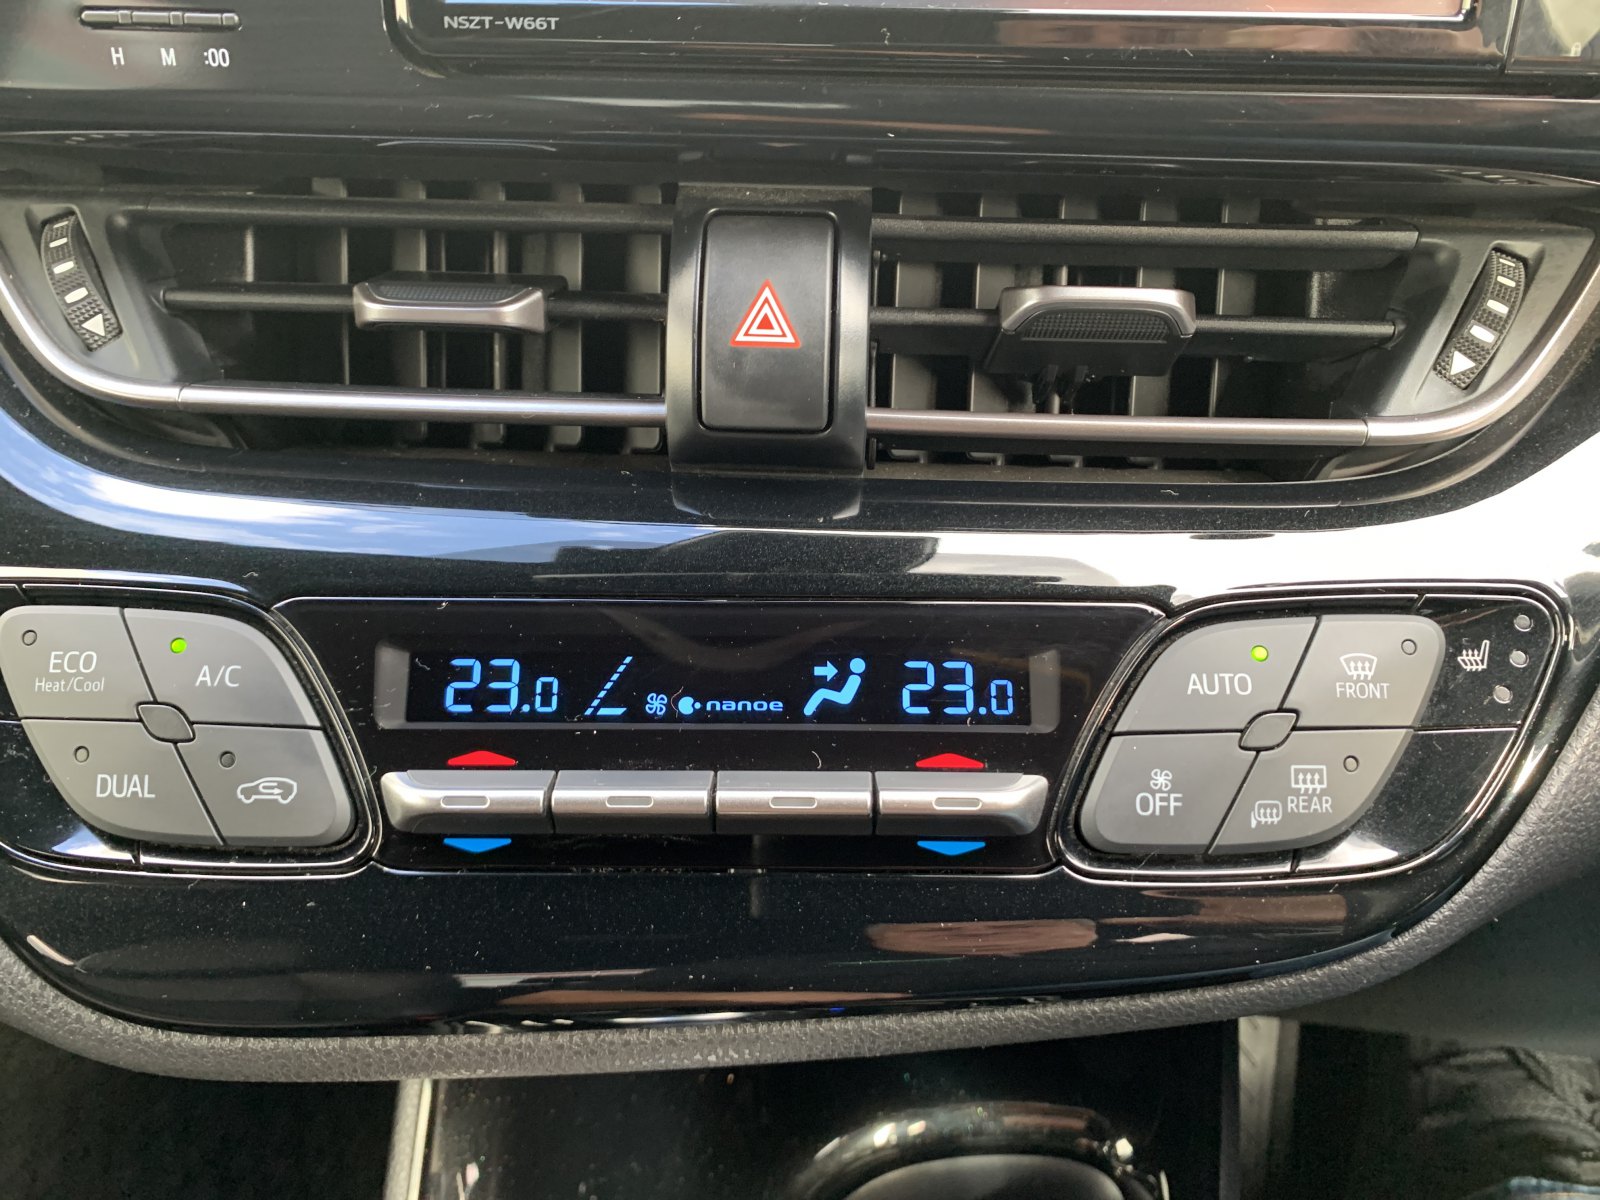 NSZT-W66T
H M :00
ECO
Heat/Cool
A/C
DUAL
23.0
nanoe
23.0
AUTO
FRONT
OFF
REAR